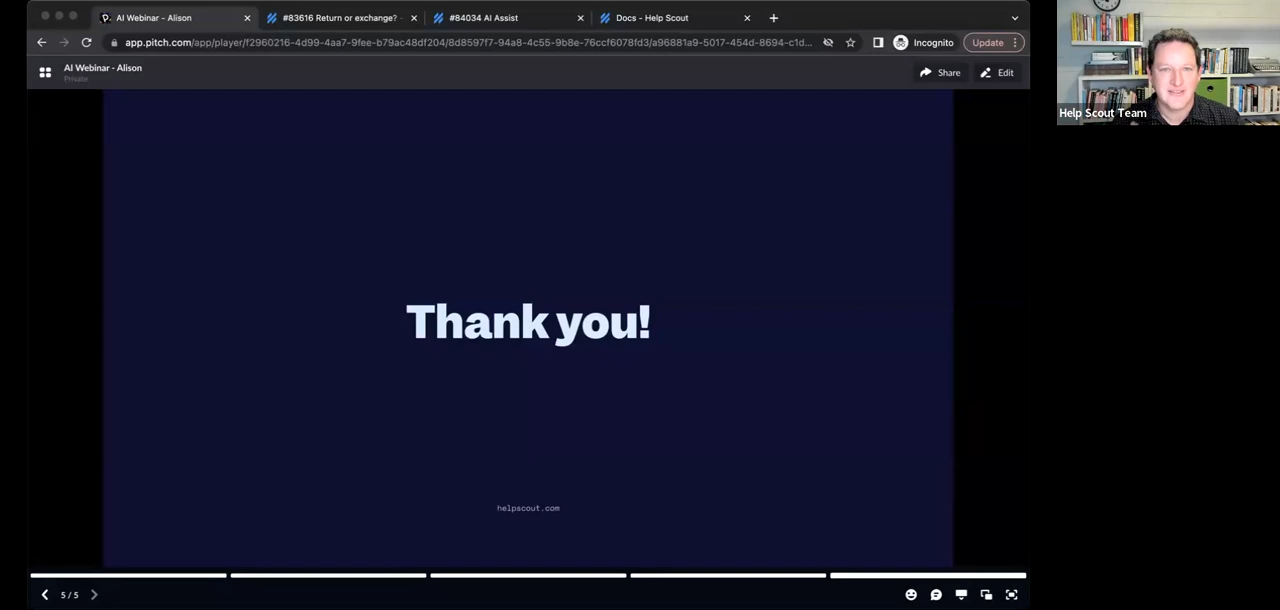 AI Webinar - Alison
#83616 Return or exchange? -
#84034 AI Assist
Docs - Help Scout
app.pitch.com/app/player/f2960216-4d99-4aa7-9fee-b79ac48df204/8d8597f7-94a8-4c55-9b8e-76ccf6078fd3/a96881a9-5017-454d-8694-c1d...
Incognito
Update
AI Webinar - Alison
Private
Share
Edit
Help Scout Team
Thank you!
helpscout.com
5 / 5